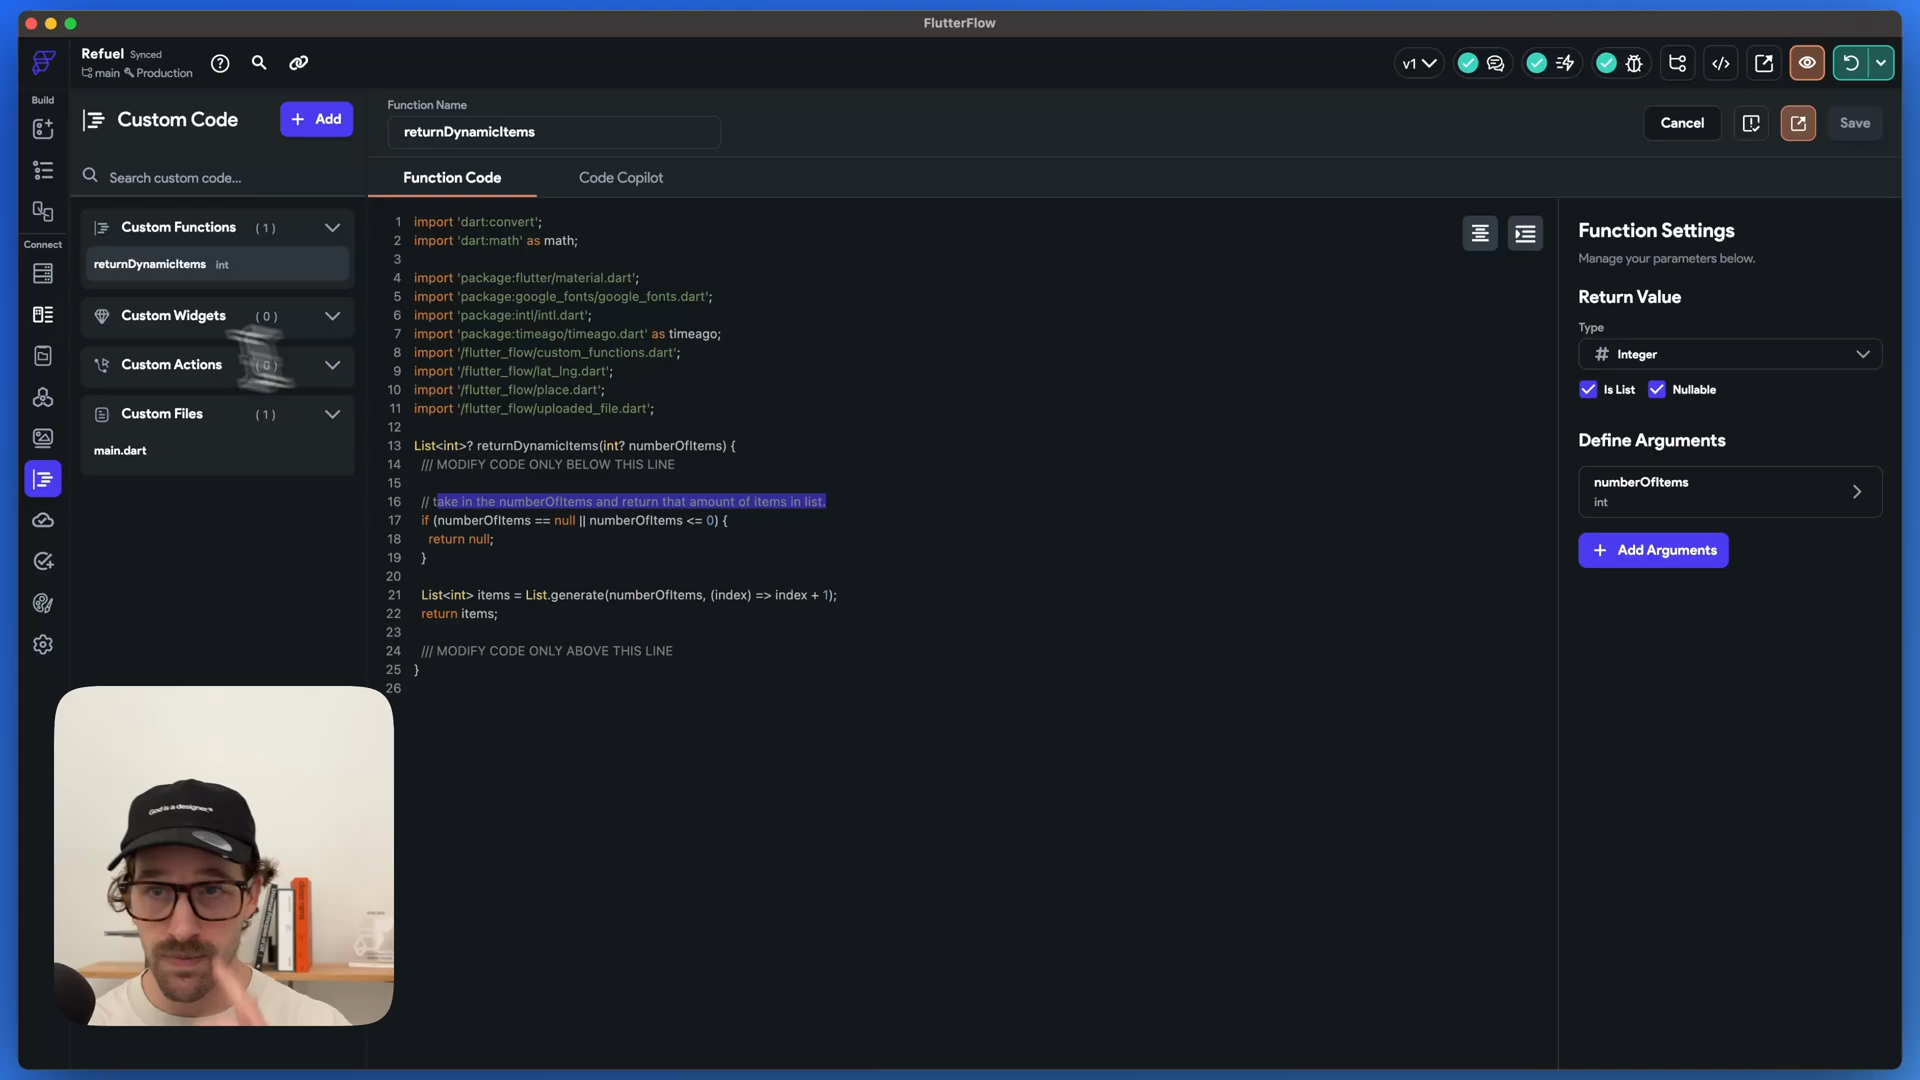 FlutterFlow
Refuel Synced
main Production
v1
Build
Connect
Custom Code
+ Add
Search custom code...
Custom Functions (1)
returnDynamicItems int
Custom Widgets (0)
Custom Actions (0)
Custom Files (1)
main.dart
Function Name
returnDynamicItems
Cancel
Save
Function Code
Code Copilot
1 import 'dart:convert';
2 import 'dart:math' as math;
3
4 import 'package:flutter/material.dart';
5 import 'package:google_fonts/google_fonts.dart';
6 import 'package:intl/intl.dart';
7 import 'package:timeago/timeago.dart' as timeago;
8 import '/flutter_flow/custom_functions.dart';
9 import '/flutter_flow/lat_lng.dart';
10 import '/flutter_flow/place.dart';
11 import '/flutter_flow/uploaded_file.dart';
12
13 List<int>? returnDynamicItems(int? numberOfItems) {
14 /// MODIFY CODE ONLY BELOW THIS LINE
15
16 // take in the numberOfItems and return that amount of items in list.
17 if (numberOfItems == null || numberOfItems <= 0) {
18 return null;
19 }
20
21 List<int> items = List.generate(numberOfItems, (index) => index + 1);
22 return items;
23
24 /// MODIFY CODE ONLY ABOVE THIS LINE
25 }
26
Function Settings
Manage your parameters below.
Return Value
Type
# Integer
Is List
Nullable
Define Arguments
numberOfItems
int
+ Add Arguments
God is a designer.